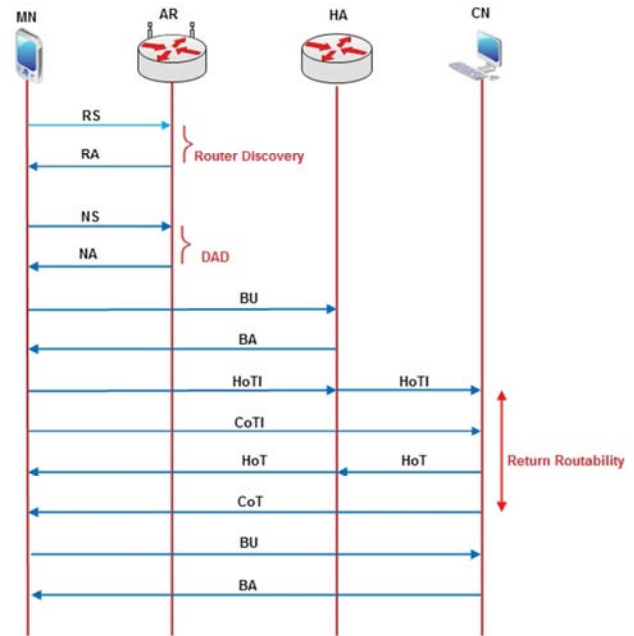 MN AR HA CN
RS
Router Discovery
RA
NS
DAD
NA
BU
BA
HoTI HoTI
CoTI
HoT HoT Return Routability
CoT
BU
BA